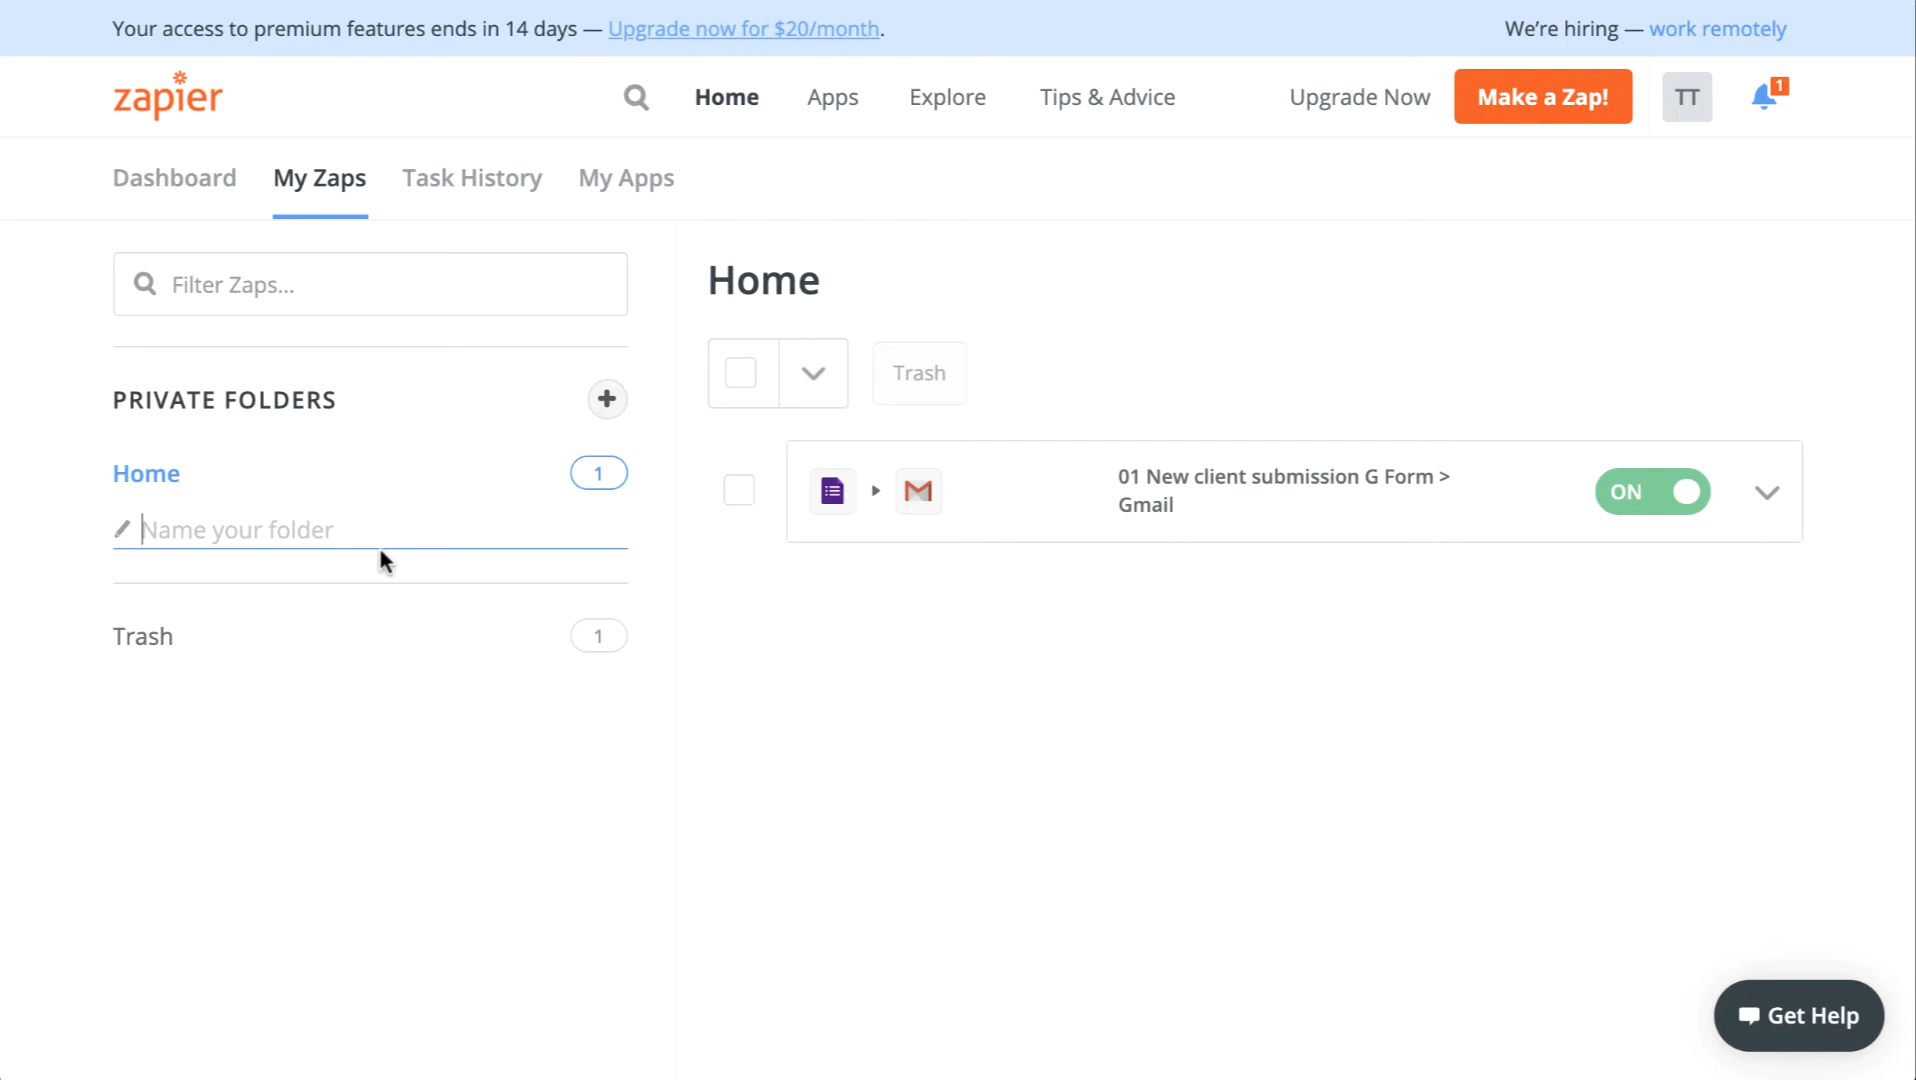 Your access to premium features ends in 14 days — Upgrade now for $20/month.
We're hiring — work remotely
zapier
Home
Apps
Explore
Tips & Advice
Upgrade Now
Make a Zap!
TT
1
Dashboard
My Zaps
Task History
My Apps
Filter Zaps...
PRIVATE FOLDERS
Home
1
Name your folder
Trash
1
Home
Trash
01 New client submission G Form >
Gmail
ON
Get Help